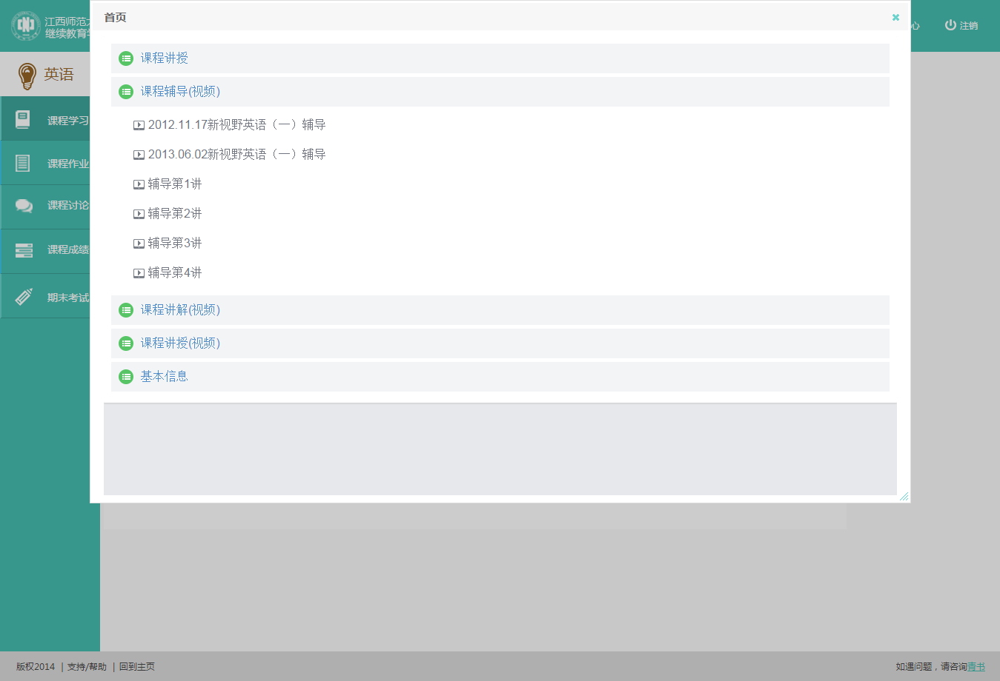 江西师范
继续教育
首页
心
注销
英语
课程讲授
课程辅导(视频)
课程学习
2012.11.17新视野英语（一）辅导
2013.06.02新视野英语（一）辅导
课程作业
辅导第1讲
课程讨论
辅导第2讲
辅导第3讲
课程成绩
辅导第4讲
期末考试
课程讲解(视频)
课程讲授(视频)
基本信息
版权2014 | 支持/帮助 | 回到主页
如遇问题，请咨询青书